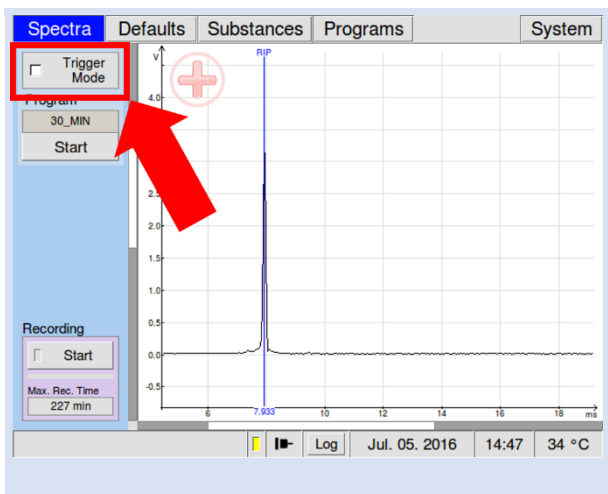 Spectra Defaults Substances Programs System
Trigger
Mode
Program
30_MIN
Start
Recording
Start
Max. Rec. Time
227 min
V
RIP
4.0
2.0
1.5
1.0
0.5
0.0
-0.5
6 7.933 10 12 14 16 18 ms
Log Jul. 05. 2016 14:47 34 °C